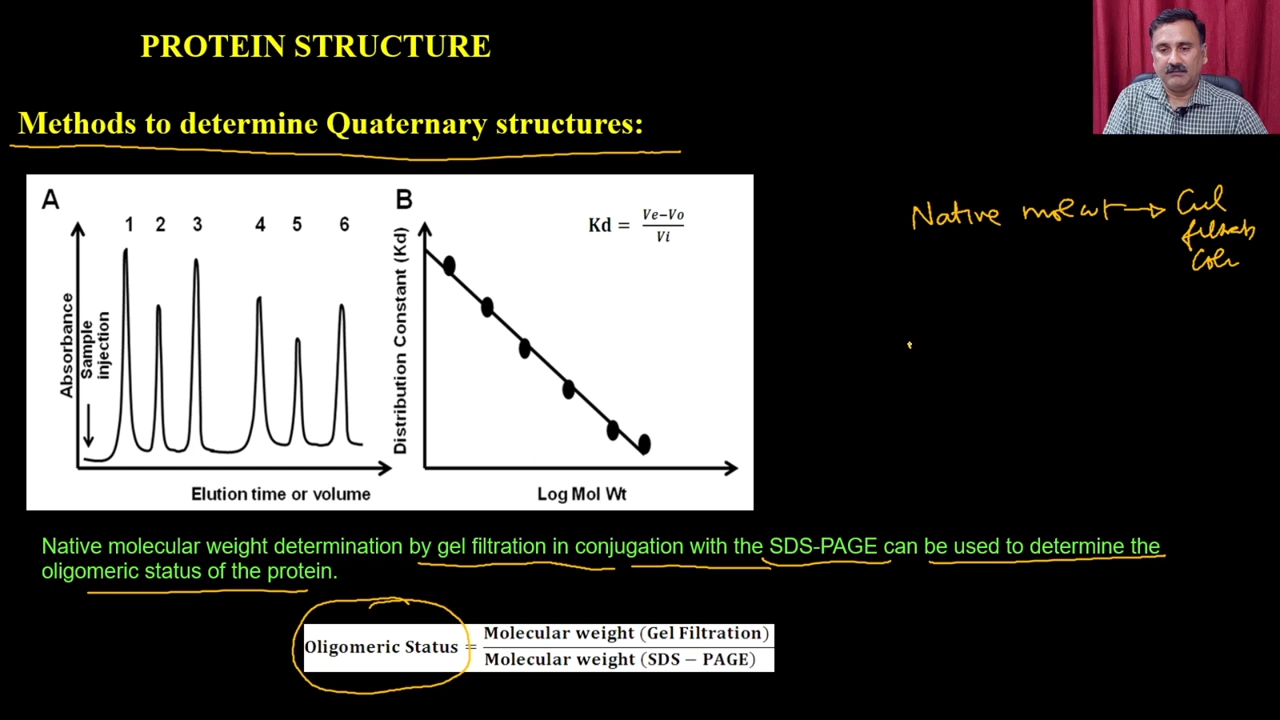 PROTEIN STRUCTURE
Methods to determine Quaternary structures:
A
1 2 3 4 5 6
Absorbance
Sample
injection
Elution time or volume
B
Kd = Ve-Vo
Vi
Distribution Constant (Kd)
Log Mol Wt
Native mol wt → Gel
Native molecular weight determination by gel filtration in conjugation with the SDS-PAGE can be used to determine the
oligomeric status of the protein.
Oligomeric Status = Molecular weight (Gel Filtration)
Molecular weight (SDS − PAGE)